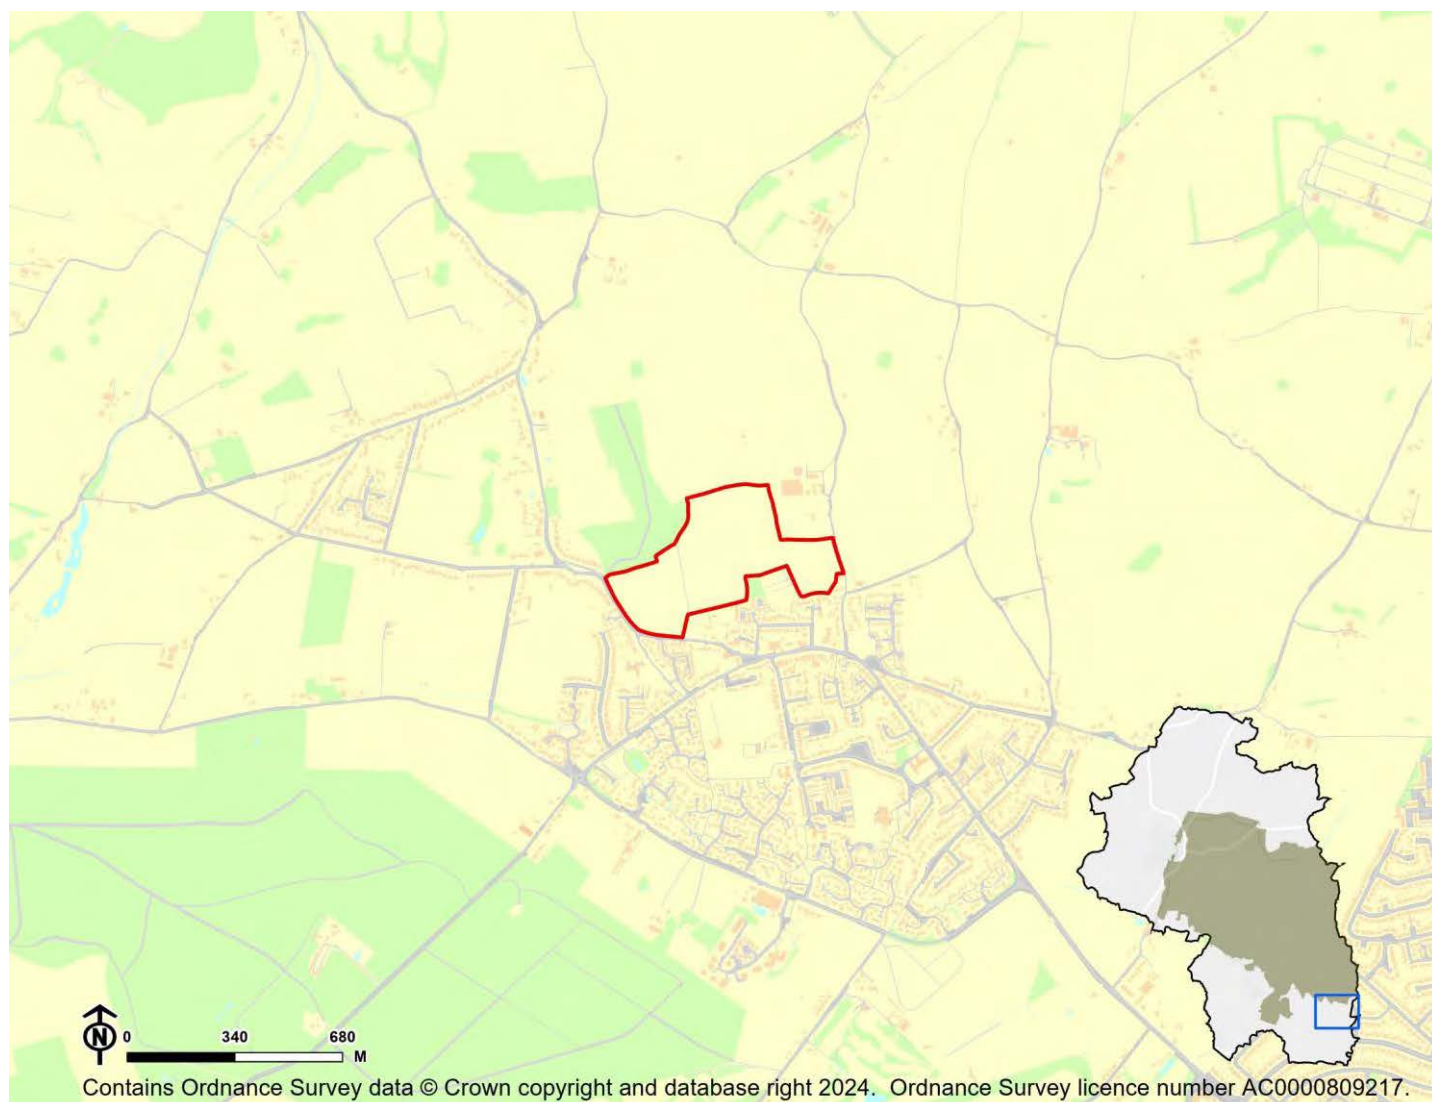 N
0 340 680
M
Contains Ordnance Survey data © Crown copyright and database right 2024. Ordnance Survey licence number AC0000809217.